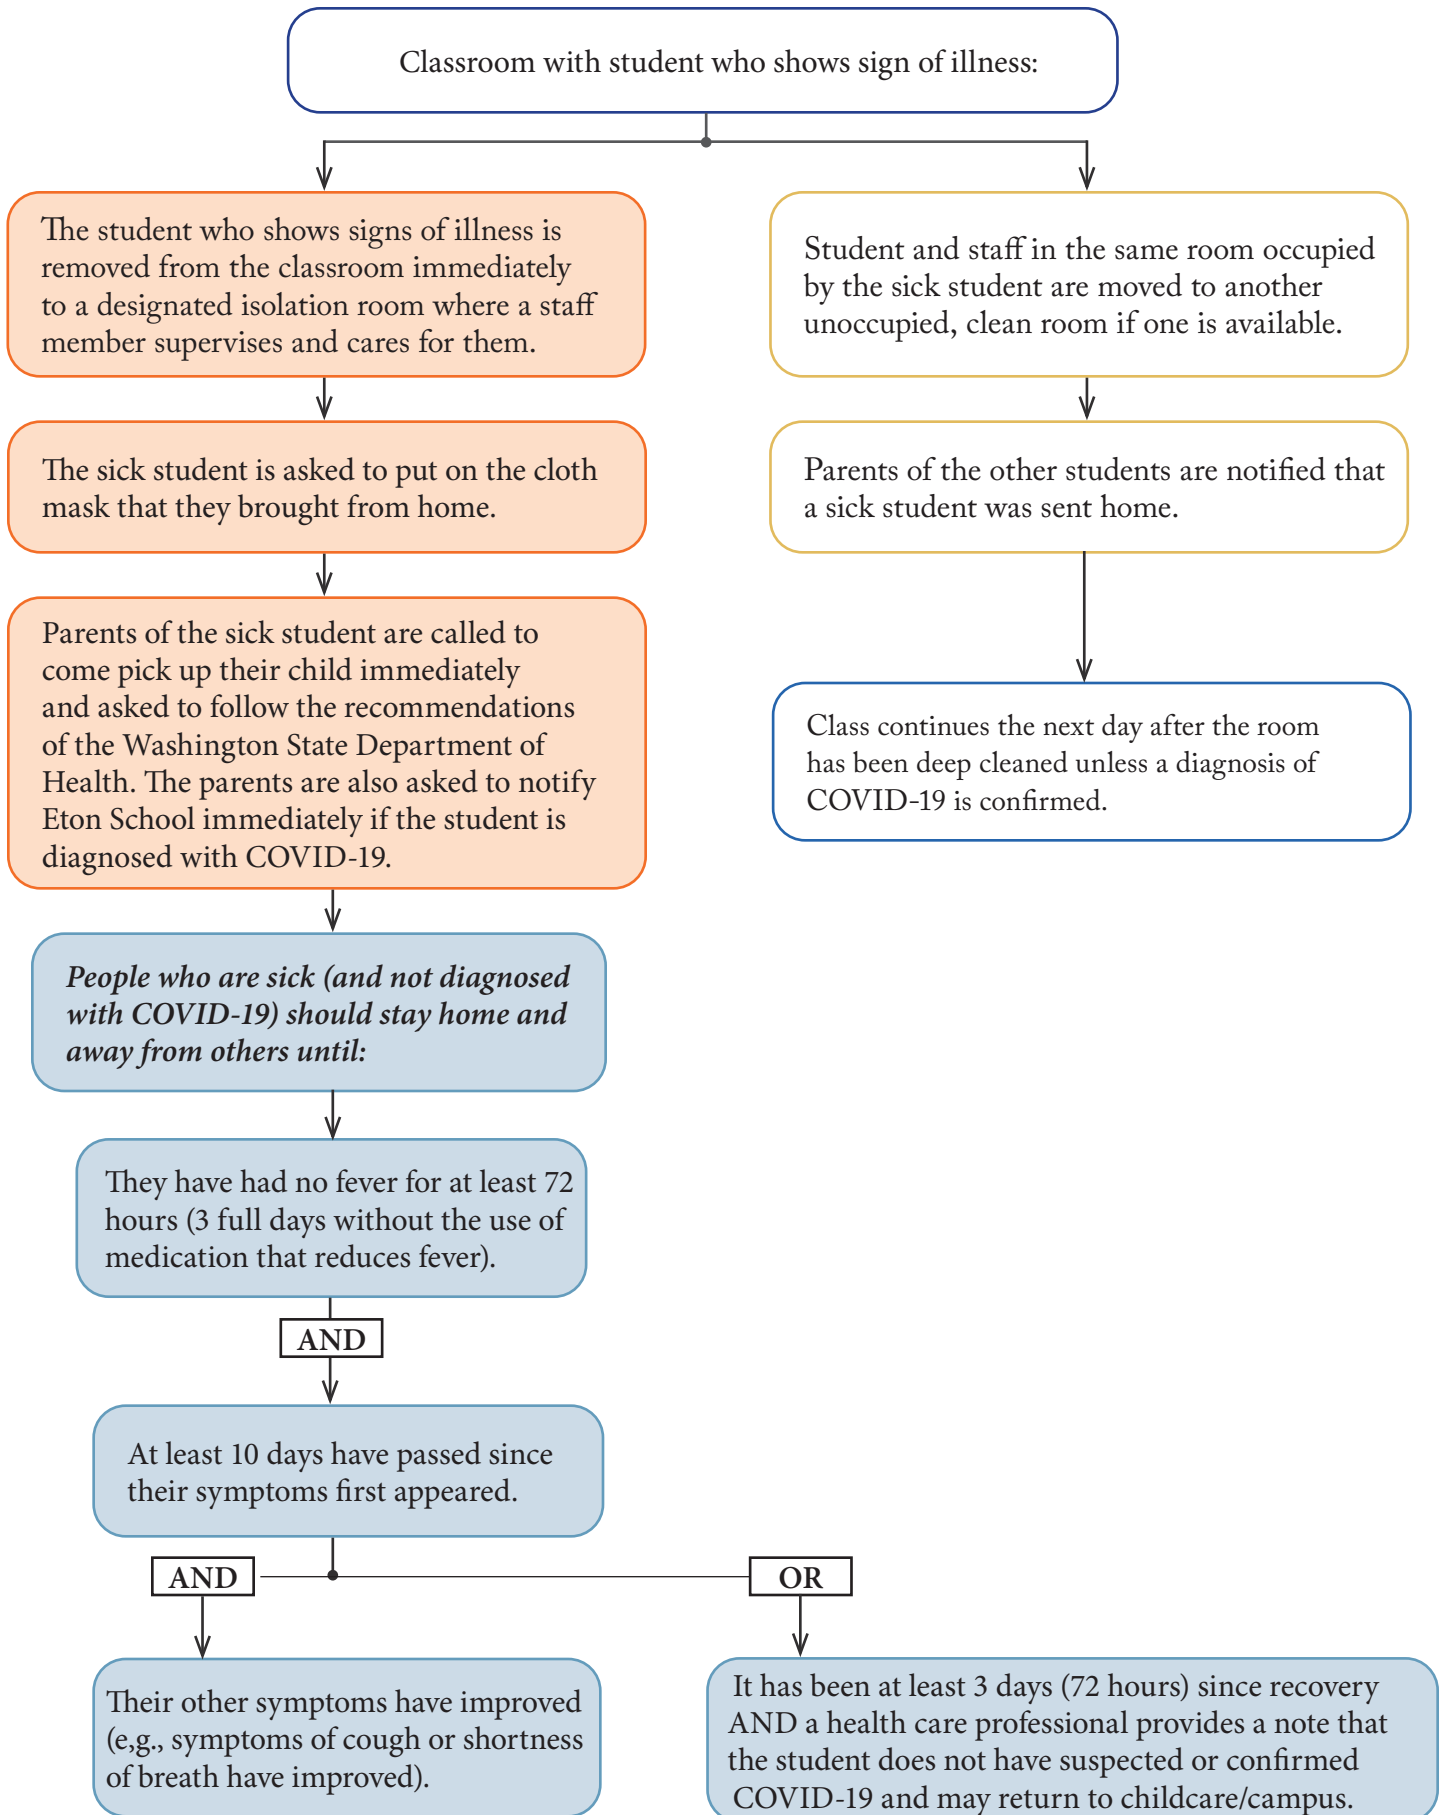 Classroom with student who shows sign of illness:
The student who shows signs of illness is
removed from the classroom immediately
to a designated isolation room where a staff
member supervises and cares for them.
The sick student is asked to put on the cloth
mask that they brought from home.
Parents of the sick student are called to
come pick up their child immediately
and asked to follow the recommendations
of the Washington State Department of
Health. The parents are also asked to notify
Eton School immediately if the student is
diagnosed with COVID-19.
Student and staff in the same room occupied
by the sick student are moved to another
unoccupied, clean room if one is available.
Parents of the other students are notified that
a sick student was sent home.
Class continues the next day after the room
has been deep cleaned unless a diagnosis of
COVID-19 is confirmed.
People who are sick (and not diagnosed
with COVID-19) should stay home and
away from others until:
They have had no fever for at least 72
hours (3 full days without the use of
medication that reduces fever).
AND
At least 10 days have passed since
their symptoms first appeared.
AND
OR
Their other symptoms have improved
(e,g., symptoms of cough or shortness
of breath have improved).
It has been at least 3 days (72 hours) since recovery
AND a health care professional provides a note that
the student does not have suspected or confirmed
COVID-19 and may return to childcare/campus.